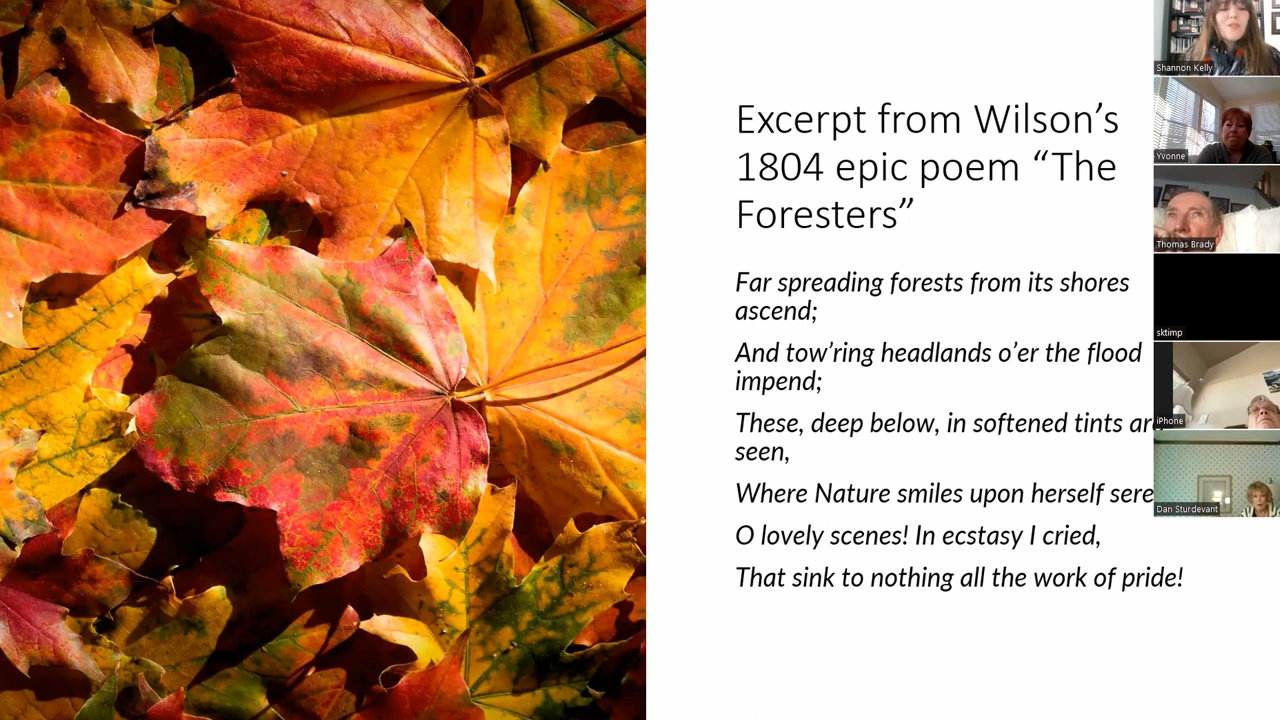 Excerpt from Wilson’s
1804 epic poem “The
Foresters”
Far spreading forests from its shores
ascend;
And tow’ring headlands o’er the flood
impend;
These, deep below, in softened tints
seen,
Where Nature smiles upon herself
O lovely scenes! In ecstasy I cried,
That sink to nothing all the work of pride!
Shannon Kelly
Yvonne
Thomas Brady
sktimp
iPhone
Dan Sturdevant